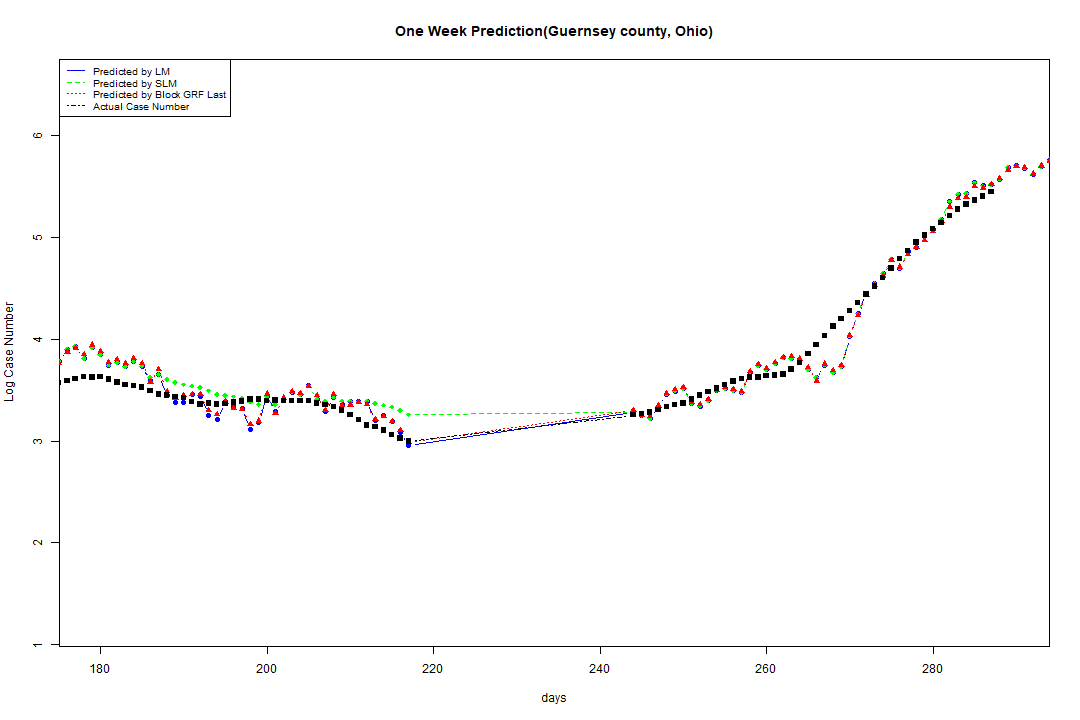 One Week Prediction(Guernsey county, Ohio)
Predicted by LM
Predicted by SLM
Predicted by Block GRF Last
Actual Case Number
Log Case Number
6
5
4
3
2
1
180 200 220 240 260 280
days